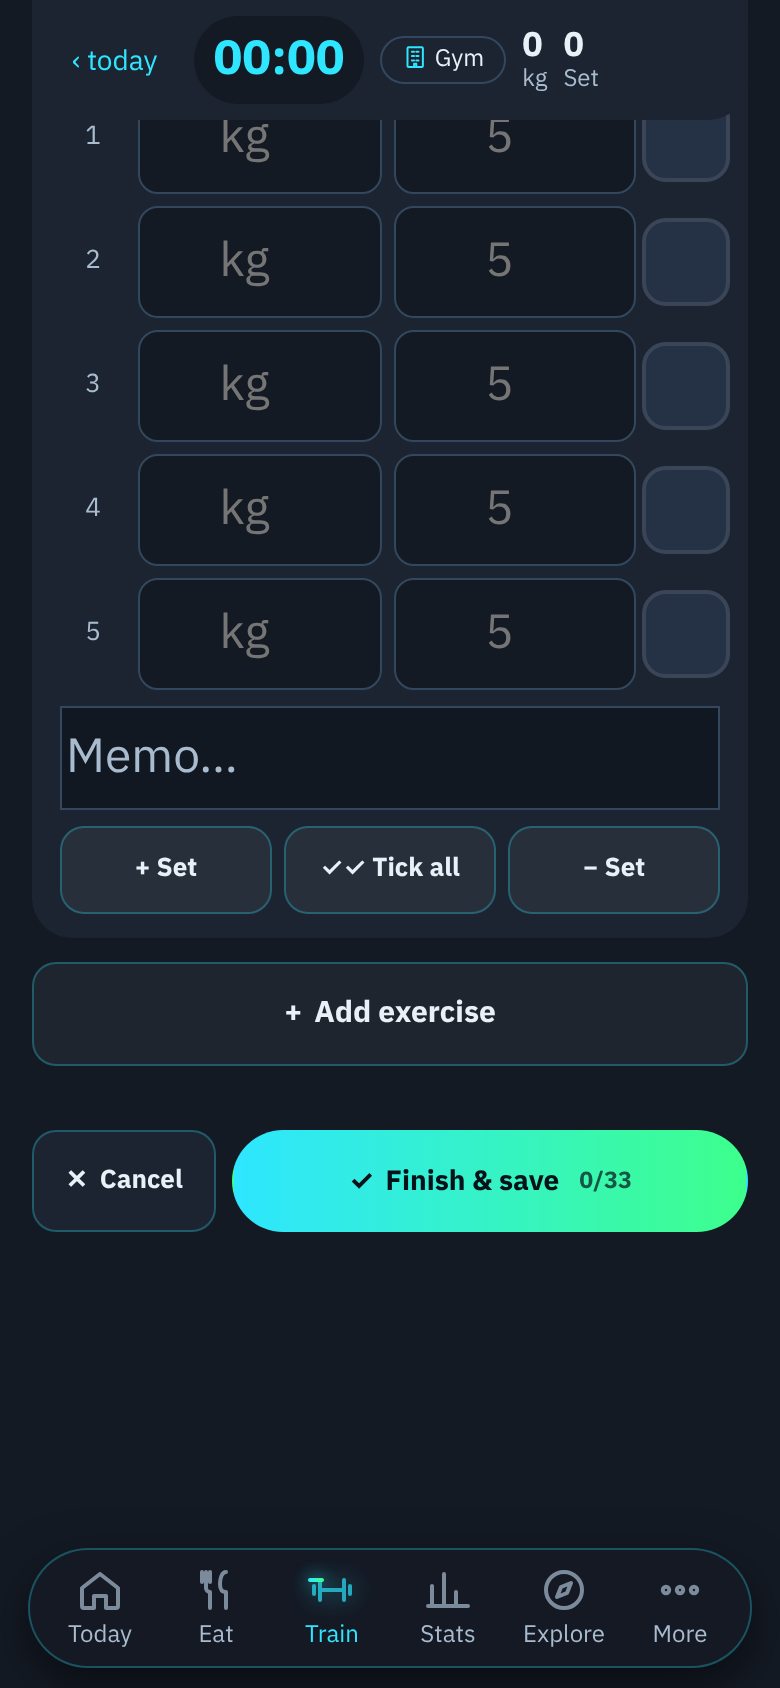 ‹ today 00:00 Gym 0 kg 0 Set
1 kg 5
2 kg 5
3 kg 5
4 kg 5
5 kg 5
Memo...
+ Set ✓✓ Tick all − Set
+ Add exercise
✕ Cancel ✓ Finish & save 0/33
Today Eat Train Stats Explore More